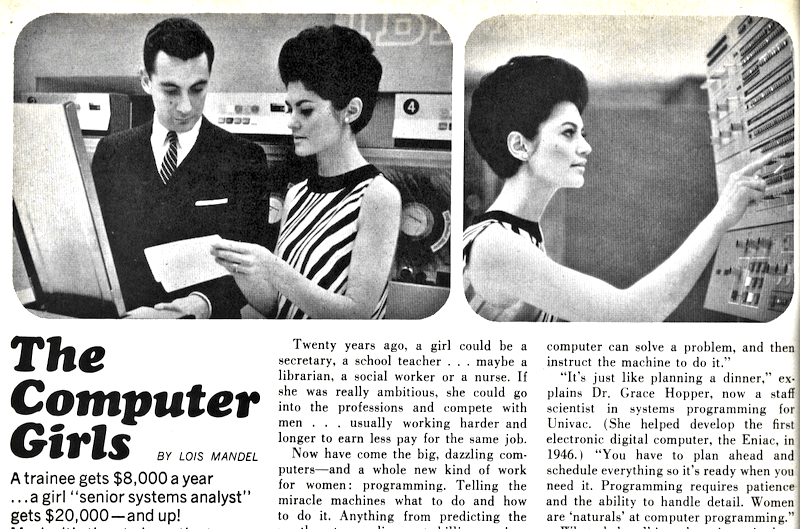 4
The
Computer
Girls
BY LOIS MANDEL
A trainee gets $8,000 a year
...a girl "senior systems analyst"
gets $20,000—and up!
Twenty years ago, a girl could be a
secretary, a school teacher . . . maybe a
librarian, a social worker or a nurse. If
she was really ambitious, she could go
into the professions and compete with
men . . . usually working harder and
longer to earn less pay for the same job.
Now have come the big, dazzling com-
puters—and a whole new kind of work
for women: programming. Telling the
miracle machines what to do and how
to do it. Anything from predicting the
computer can solve a problem, and then
instruct the machine to do it."
"It's just like planning a dinner," ex-
plains Dr. Grace Hopper, now a staff
scientist in systems programming for
Univac. (She helped develop the first
electronic digital computer, the Eniac, in
1946.) "You have to plan ahead and
schedule everything so it's ready when you
need it. Programming requires patience
and the ability to handle detail. Women
are 'naturals' at computer programming."